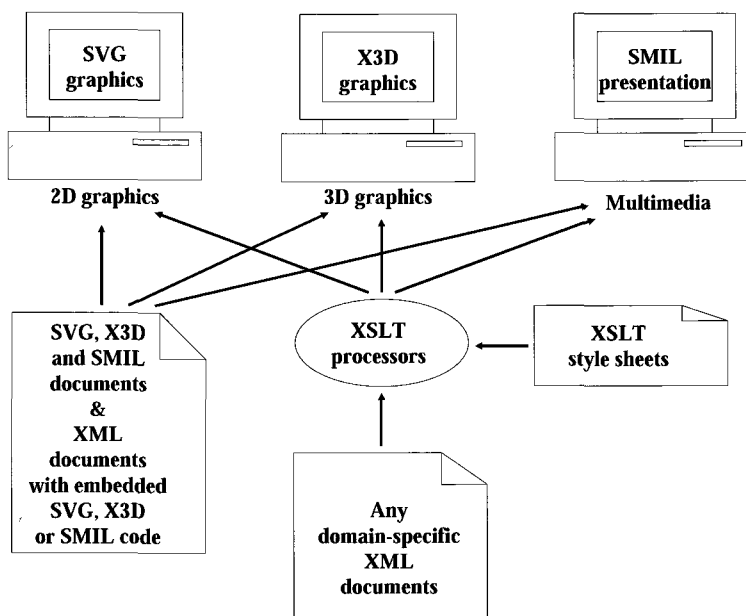 SVG
graphics
X3D
graphics
SMIL
presentation
2D graphics
3D graphics
Multimedia
SVG, X3D
and SMIL
documents
&
XML
documents
with embedded
SVG, X3D
or SMIL code
XSLT
processors
XSLT
style sheets
Any
domain-specific
XML
documents